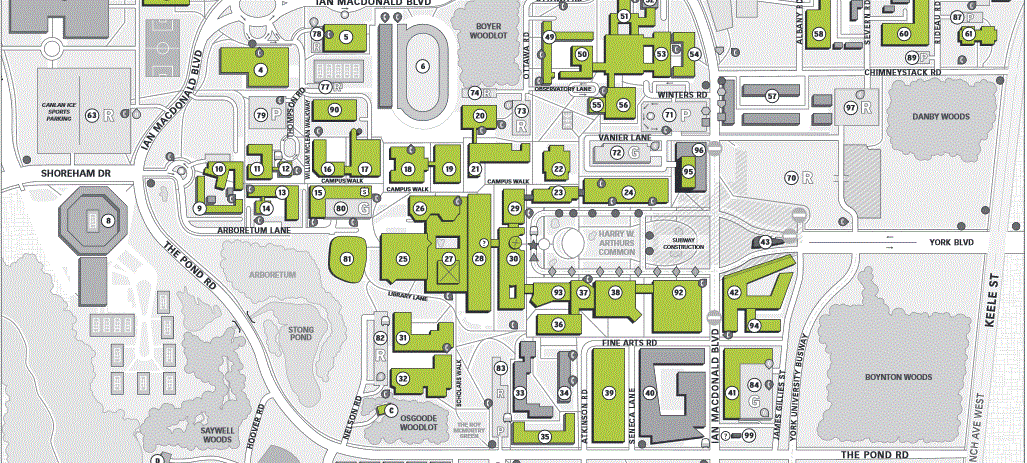 IAN MACDONALD BLVD
BOYER
WOODLOT
OTTAWA RD
ALBANY RD
SEVERN RD
RIDEAU RD
51
49
50
53
54
58
60
87
P
61
78
R
5
4
6
89
P
CHIMNEYSTACK RD
OBSERVATORY LANE
WINTERS RD
CANLAN ICE
SPORTS
PARKING
63
R
IAN MACDONALD BLVD
77
R
74
R
73
R
55
56
57
97
R
79
P
THOMPSON RD
WILLIAM MCLEAN WALKWAY
90
20
71
P
DANBY WOODS
VANIER LANE
72
G
96
SHOREHAM DR
10
11
12
16
17
18
19
21
22
95
70
R
CAMPUS WALK
CAMPUS WALK
CAMPUS WALK
9
13
14
15
80
G
23
24
ARBORETUM LANE
26
29
8
HARRY W.
ARTHURS
COMMON
SUBWAY
CONSTRUCTION
43
YORK BLVD
THE POND RD
81
25
27
28
?
30
ARBORETUM
LIBRARY LANE
93
37
38
92
42
KEELE ST
STONG
POND
82
R
31
36
94
FINE ARTS RD
IAN MACDONALD BLVD
32
SCHOLARS WALK
83
R
P
33
34
39
40
41
84
G
JAMES GILLIES ST
YORK UNIVERSITY BUSWAY
BOYNTON WOODS
ATKINSON RD
SENECA LANE
NELSON RD
C
OSGOODE
WOODLOT
THE ROY
MCMURTRY
GREEN
35
HOOVER RD
SAYWELL
WOODS
?
99
THE POND RD
NCH AVE WEST